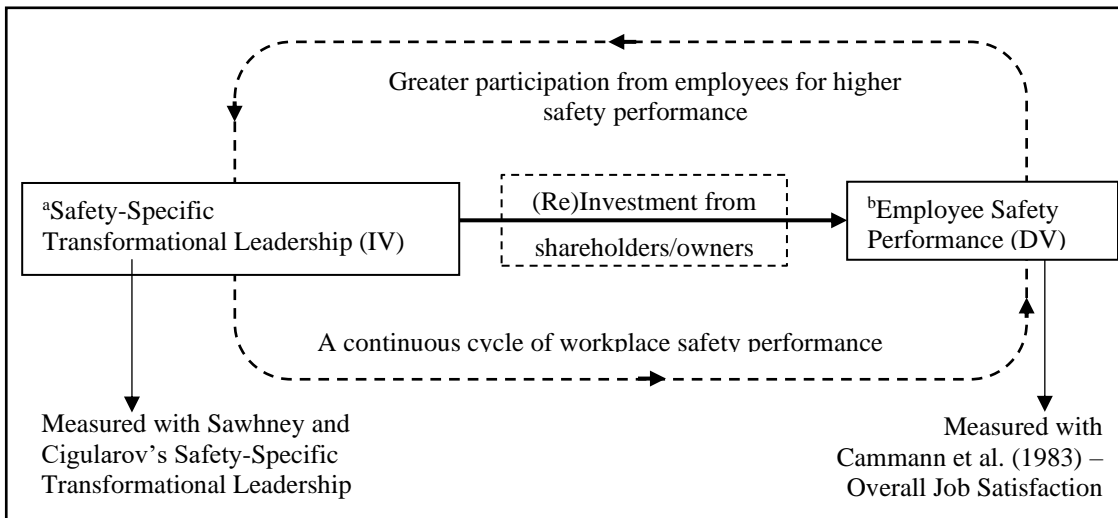 Greater participation from employees for higher
safety performance
ᵃSafety-Specific
Transformational Leadership (IV)
(Re)Investment from
shareholders/owners
ᵇEmployee Safety
Performance (DV)
A continuous cycle of workplace safety performance
Measured with Sawhney and
Cigularov’s Safety-Specific
Transformational Leadership
Measured with
Cammann et al. (1983) –
Overall Job Satisfaction